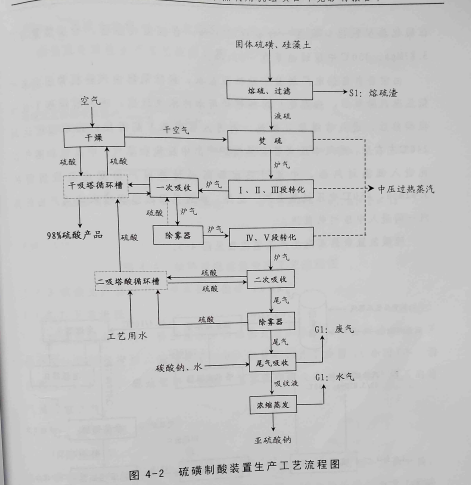 固体硫磺、硅藻土
熔硫、过滤
S1：熔硫渣
液硫
空气
干燥
干空气
焚硫
硫酸
硫酸
炉气
干吸塔循环槽
一次吸收
炉气
Ⅰ、Ⅱ、Ⅲ段转化
中压过热蒸汽
硫酸
炉气
98%硫酸产品
硫酸
除雾器
炉气
Ⅳ、Ⅴ段转化
炉气
二吸塔酸循环槽
硫酸
硫酸
二次吸收
尾气
工艺用水
硫酸
除雾器
尾气
G1：废气
碳酸钠、水
尾气吸收
吸收液
G1：水气
浓缩蒸发
亚硫酸钠
图 4-2 硫磺制酸装置生产工艺流程图